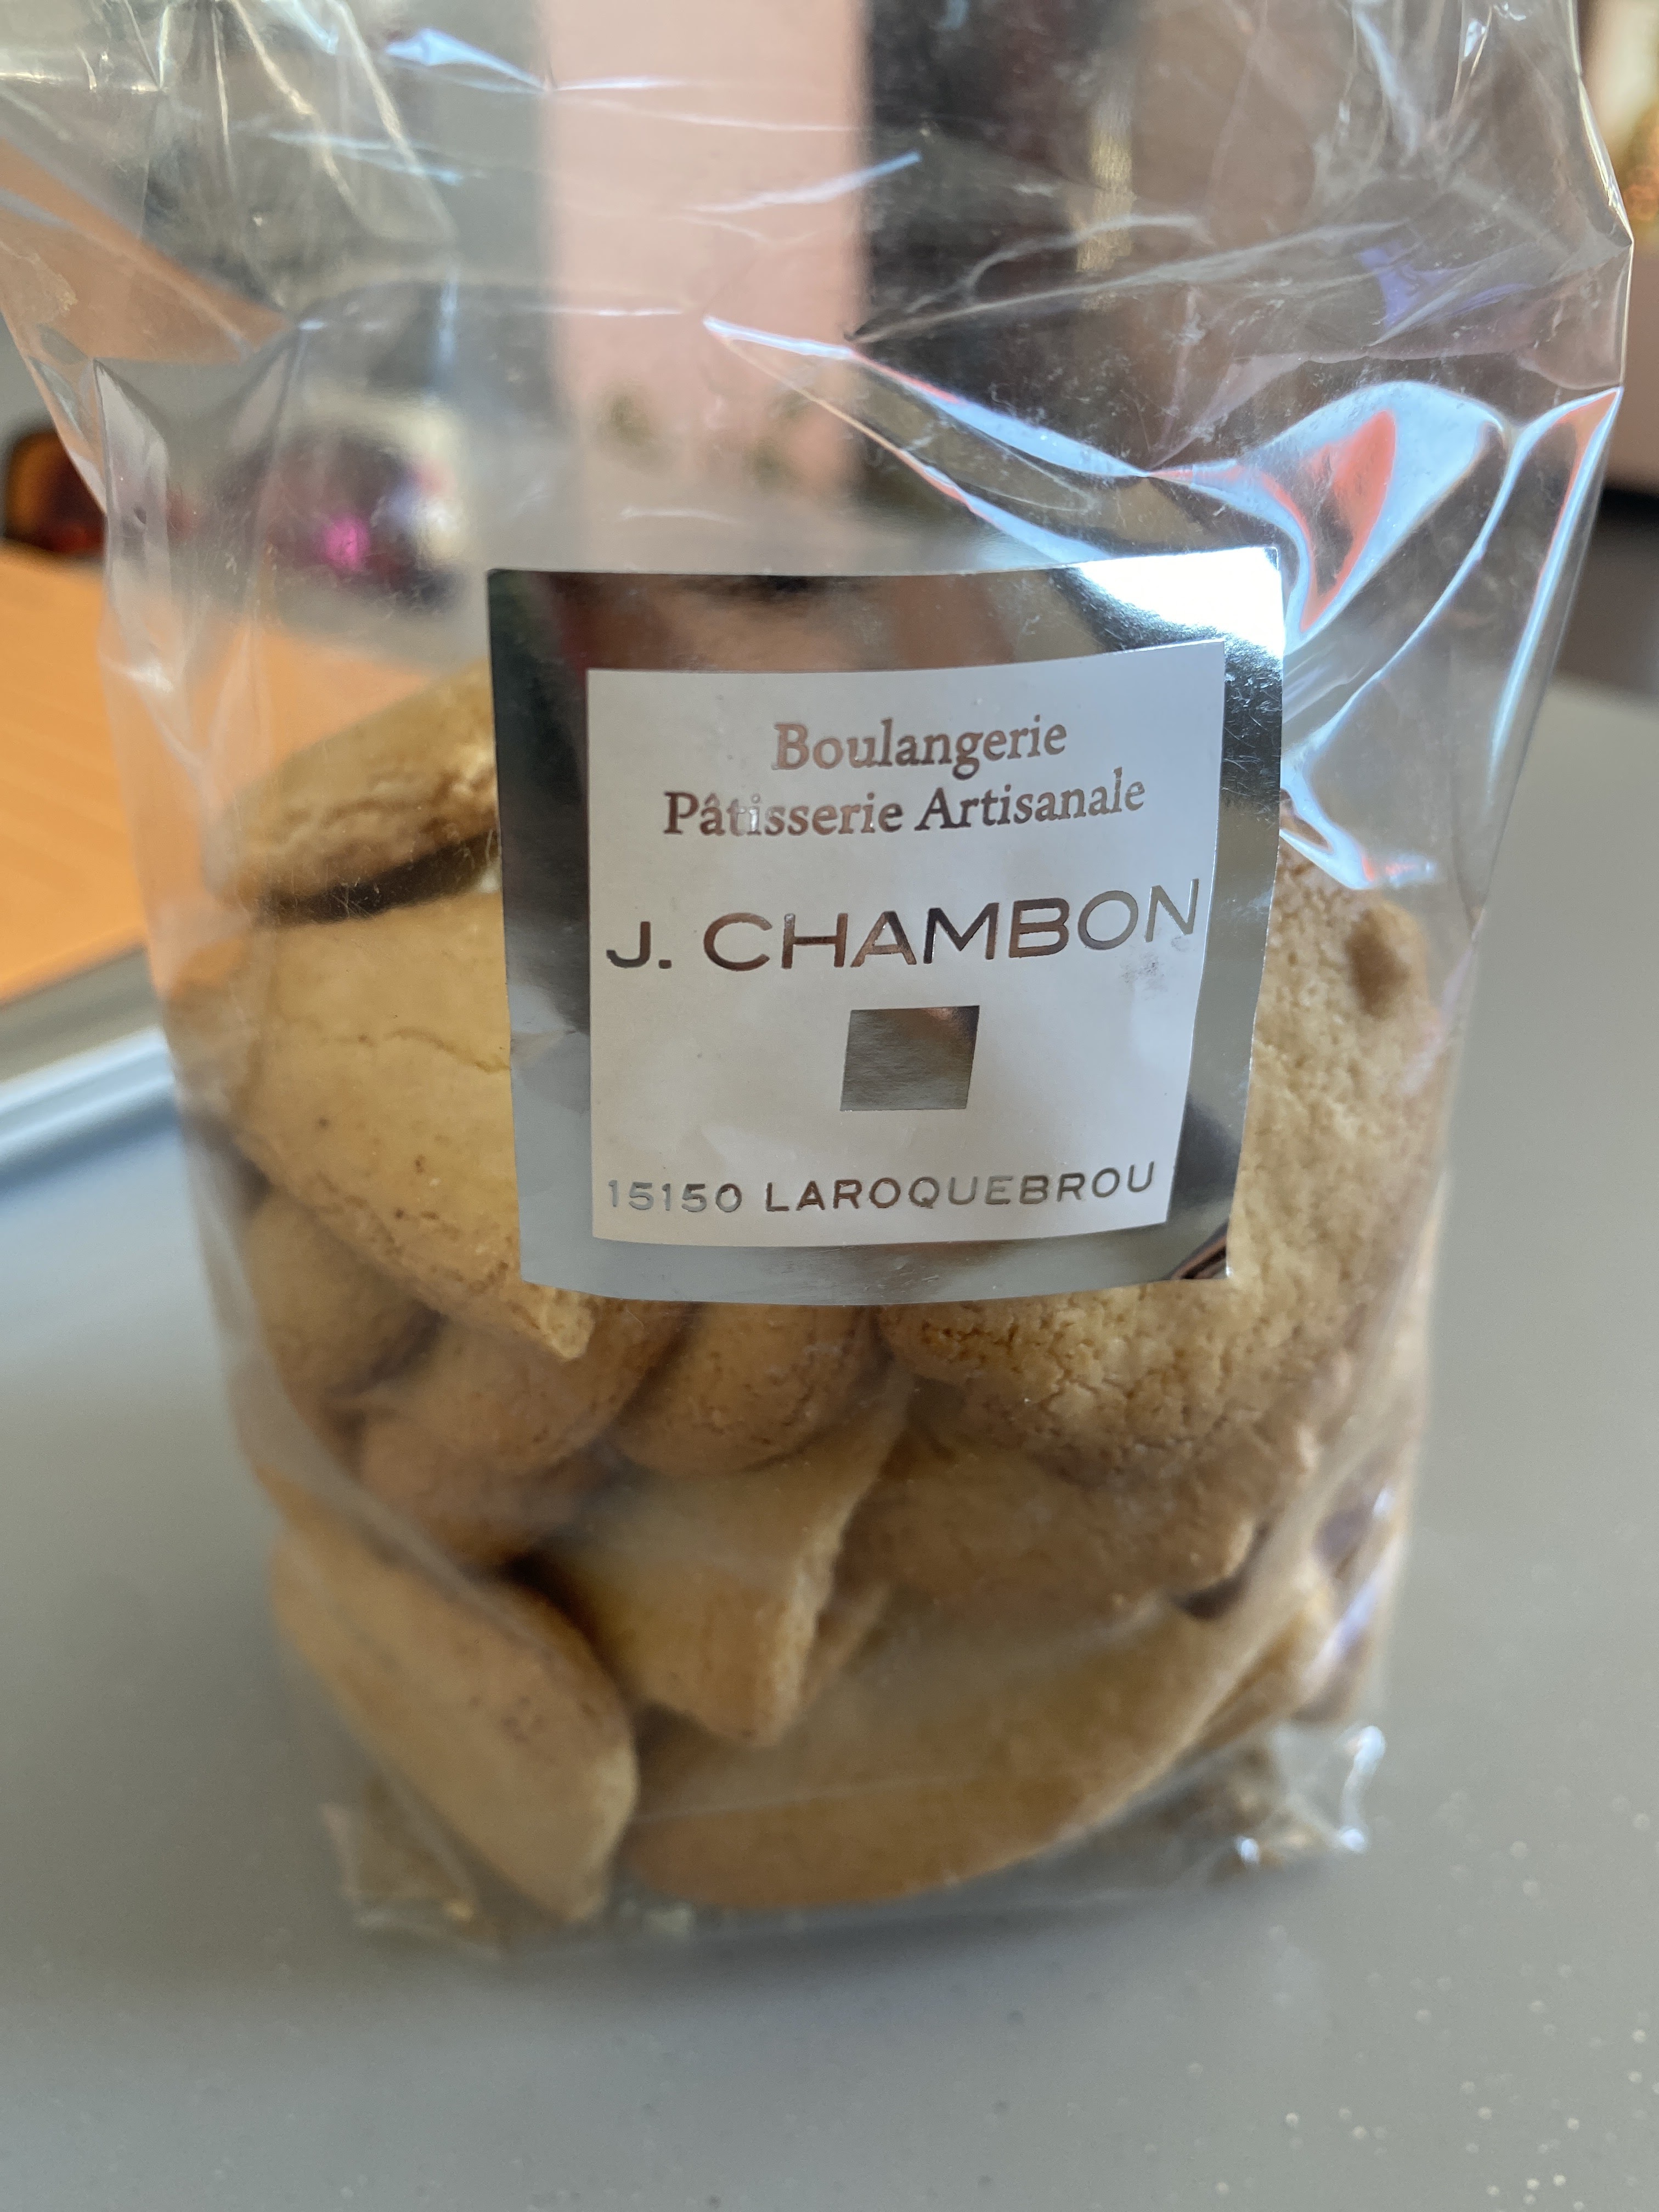 Boulangerie
Pâtisserie Artisanale
J. CHAMBON
15150 LAROQUEBROU